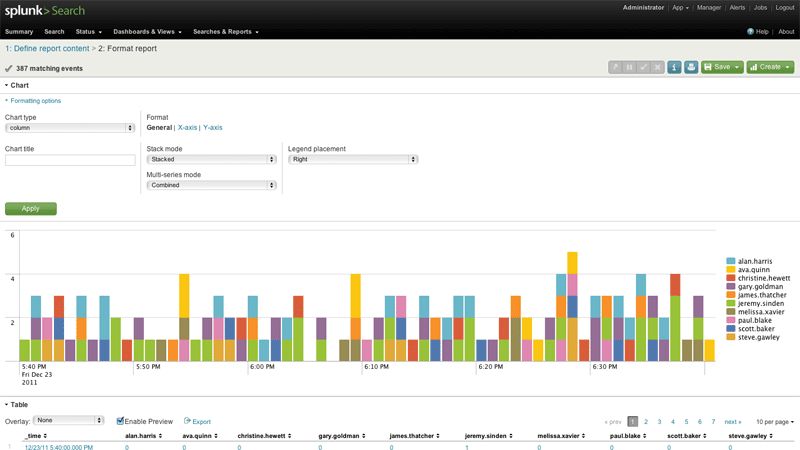 splunk> Search
Administrator | App | Manager | Alerts | Jobs | Logout
Summary Search Status Dashboards & Views Searches & Reports
Help | About
1: Define report content > 2: Format report
387 matching events
Save Create
Chart
Formatting options
Chart type
column
Format
General | X-axis | Y-axis
Chart title
Stack mode
Stacked
Legend placement
Right
Multi-series mode
Combined
Apply
6
4
2
alan.harris
ava.quinn
christine.hewett
gary.goldman
james.thatcher
jeremy.sinden
melissa.xavier
paul.blake
scott.baker
steve.gawley
5:40 PM 5:50 PM 6:00 PM 6:10 PM 6:20 PM 6:30 PM
Fri Dec 23
2011
Table
Overlay: None Enable Preview Export
« prev 1 2 3 4 5 6 7 next » 10 per page
_time alan.harris ava.quinn christine.hewett gary.goldman james.thatcher jeremy.sinden melissa.xavier paul.blake scott.baker steve.gawley
1 12/23/11 5:40:00.000 PM 0 0 0 0 0 1 0 0 0 0